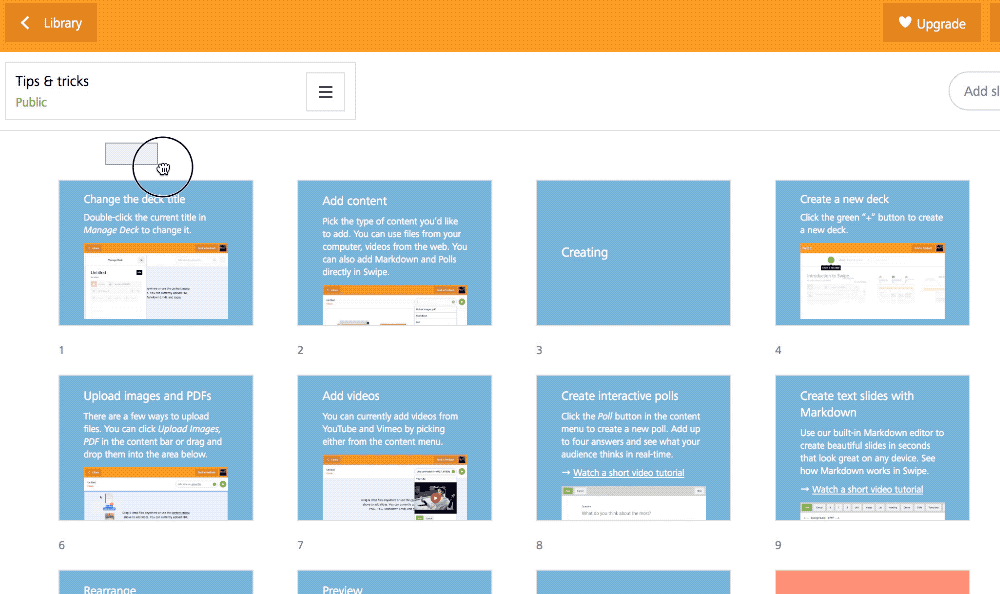 Library
Upgrade
Tips & tricks
Public
Add sl
Change the deck title
Double-click the current title in
Manage Deck to change it.
Add content
Pick the type of content you'd like
to add. You can use files from your
computer, videos from the web. You
can also add Markdown and Polls
directly in Swipe.
Creating
Create a new deck
Click the green "+" button to create
a new deck.
1
2
3
4
Upload images and PDFs
There are a few ways to upload
files. You can click Upload Images,
PDF in the content bar or drag and
drop them into the area below.
Add videos
You can currently add videos from
YouTube and Vimeo by picking
either from the content menu.
Create interactive polls
Click the Poll button in the content
menu to create a new poll. Add up
to four answers and see what your
audience thinks in real-time.
→ Watch a short video tutorial
Create text slides with
Markdown
Use our built-in Markdown editor to
create beautiful slides in seconds
that look great on any device. See
how Markdown works in Swipe.
→ Watch a short video tutorial
6
7
8
9
Rearrange
Preview